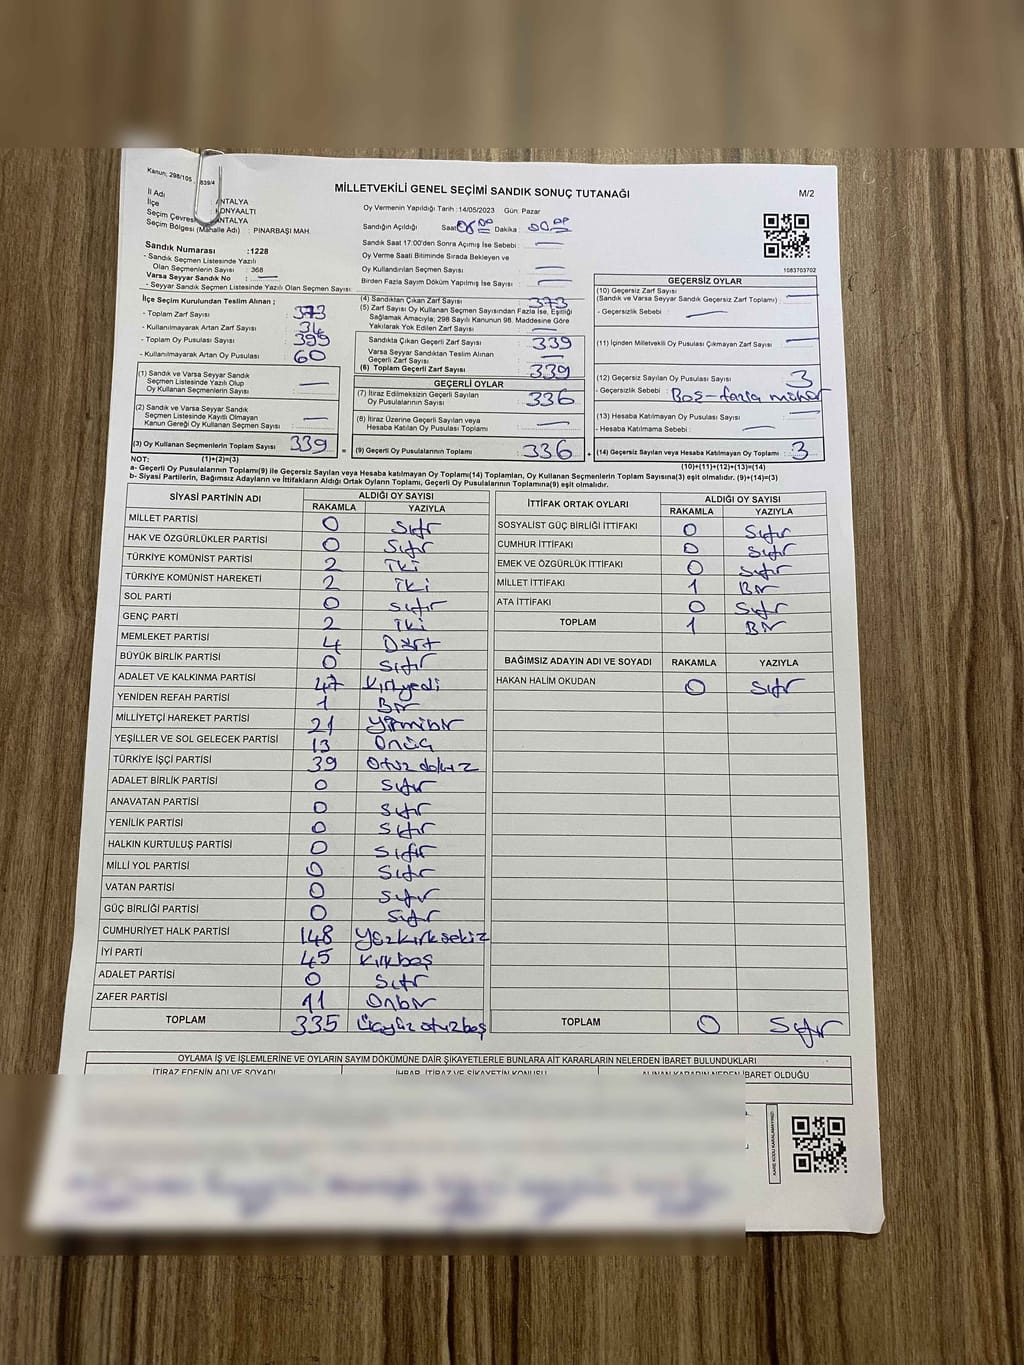 Kanun: 298/105, 2839/4
MİLLETVEKİLİ GENEL SEÇİMİ SANDIK SONUÇ TUTANAĞI
M/2
İl Adı : ANTALYA
İlçe : KONYAALTI
Seçim Çevresi : ANTALYA
Seçim Bölgesi (Mahalle Adı) : PINARBAŞI MAH.
Oy Vermenin Yapıldığı Tarih : 14/05/2023 Gün: Pazar
Sandığın Açıldığı Saat Dakika :
Sandık Saat 17:00'den Sonra Açımış İse Sebebi : —
Oy Verme Saati Bitiminde Sırada Bekleyen ve
Oy Kullandırılan Seçmen Sayısı : —
Birden Fazla Sayım Döküm Yapılmış İse Sayısı : —
1083703702
Sandık Numarası : 1228
- Sandık Seçmen Listesinde Yazılı
Olan Seçmenlerin Sayısı : 368
Varsa Seyyar Sandık No : —
- Seyyar Sandık Seçmen Listesinde Yazılı Olan Seçmen Sayısı:
İlçe Seçim Kurulundan Teslim Alınan ;
- Toplam Zarf Sayısı : 373
- Kullanılmayarak Artan Zarf Sayısı : 34
- Toplam Oy Pusulası Sayısı : 399
- Kullanılmayarak Artan Oy Pusulası : 60
(1) Sandık ve Varsa Seyyar Sandık
Seçmen Listesinde Yazılı Olup
Oy Kullanan Seçmenlerin Sayısı : —
(2) Sandık ve Varsa Seyyar Sandık
Seçmen Listesinde Kayıtlı Olmayan
Kanun Gereği Oy Kullanan Seçmen Sayısı : —
(3) Oy Kullanan Seçmenlerin Toplam Sayısı : 339
(4) Sandıktan Çıkan Zarf Sayısı : 373
(5) Zarf Sayısı Oy Kullanan Seçmen Sayısından Fazla İse, Eşitliği
Sağlamak Amacıyla; 298 Sayılı Kanunun 98. Maddesine Göre
Yakılarak Yok Edilen Zarf Sayısı : —
Sandıkta Çıkan Geçerli Zarf Sayısı : 339
Varsa Seyyar Sandıktan Teslim Alınan
Geçerli Zarf Sayısı : —
(6) Toplam Geçerli Zarf Sayısı : 339
GEÇERLİ OYLAR
(7) İtiraz Edilmeksizin Geçerli Sayılan
Oy Pusulalarının Sayısı : 336
(8) İtiraz Üzerine Geçerli Sayılan veya
Hesaba Katılan Oy Pusulası Toplamı : —
= (9) Geçerli Oy Pusulalarının Toplamı : 336 +
GEÇERSİZ OYLAR
(10) Geçersiz Zarf Sayısı
(Sandık ve Varsa Seyyar Sandık Geçersiz Zarf Toplamı) : —
- Geçersizlik Sebebi : —
(11) İçinden Milletvekili Oy Pusulası Çıkmayan Zarf Sayısı : —
(12) Geçersiz Sayılan Oy Pusulası Sayısı : 3
- Geçersizlik Sebebi : Boş-fazla mühür
(13) Hesaba Katılmayan Oy Pusulası Sayısı : —
- Hesaba Katılmama Sebebi : —
(14) Geçersiz Sayılan veya Hesaba Katılmayan Oy Toplamı : 3
NOT: (1)+(2)=(3) (10)+(11)+(12)+(13)=(14)
a- Geçerli Oy Pusulalarının Toplamı(9) ile Geçersiz Sayılan veya Hesaba katılmayan Oy Toplamı(14) Toplamları, Oy Kullanan Seçmenlerin Toplam Sayısına(3) eşit olmalıdır. (9)+(14)=(3)
b- Siyasi Partilerin, Bağımsız Adayların ve İttifakların Aldığı Ortak Oyların Toplamı, Geçerli Oy Pusulalarının Toplamına(9) eşit olmalıdır.
SİYASİ PARTİNİN ADI ALDIĞI OY SAYISI
RAKAMLA YAZIYLA
MİLLET PARTİSİ 0 Sıfır
HAK VE ÖZGÜRLÜKLER PARTİSİ 0 Sıfır
TÜRKİYE KOMÜNİST PARTİSİ 2 iki
TÜRKİYE KOMÜNİST HAREKETİ 2 iki
SOL PARTİ 0 sıfır
GENÇ PARTİ 2 iki
MEMLEKET PARTİSİ 4 Dört
BÜYÜK BİRLİK PARTİSİ 0 sıfır
ADALET VE KALKINMA PARTİSİ 47 kırkyedi
YENİDEN REFAH PARTİSİ 1 Bir
MİLLİYETÇİ HAREKET PARTİSİ 21 yirmibir
YEŞİLLER VE SOL GELECEK PARTİSİ 13 onüç
TÜRKİYE İŞÇİ PARTİSİ 39 otuz dokuz
ADALET BİRLİK PARTİSİ 0 sıfır
ANAVATAN PARTİSİ 0 sıfır
YENİLİK PARTİSİ 0 sıfır
HALKIN KURTULUŞ PARTİSİ 0 sıfır
MİLLİ YOL PARTİSİ 0 sıfır
VATAN PARTİSİ 0 sıfır
GÜÇ BİRLİĞİ PARTİSİ 0 sıfır
CUMHURİYET HALK PARTİSİ 148 yüzkırksekiz
İYİ PARTİ 45 kırkbeş
ADALET PARTİSİ 0 sıfır
ZAFER PARTİSİ 11 onbir
TOPLAM 335 üçyüz otuzbeş
İTTİFAK ORTAK OYLARI ALDIĞI OY SAYISI
RAKAMLA YAZIYLA
SOSYALİST GÜÇ BİRLİĞİ İTTİFAKI 0 sıfır
CUMHUR İTTİFAKI 0 sıfır
EMEK VE ÖZGÜRLÜK İTTİFAKI 0 sıfır
MİLLET İTTİFAKI 1 Bir
ATA İTTİFAKI 0 sıfır
TOPLAM 1 Bir
BAĞIMSIZ ADAYIN ADI VE SOYADI RAKAMLA YAZIYLA
HAKAN HALİM OKUDAN 0 sıfır
TOPLAM 0 Sıfır
OYLAMA İŞ VE İŞLEMLERİNE VE OYLARIN SAYIM DÖKÜMÜNE DAİR ŞİKAYETLERLE BUNLARA AİT KARARLARIN NELERDEN İBARET BULUNDUKLARI
İTİRAZ EDENİN ADI VE SOYADI İHBAR, İTİRAZ VE ŞİKAYETİN KONUSU ALINAN KARARIN NEDEN İBARET OLDUĞU
KARE KODU KARALAMAYINIZ!